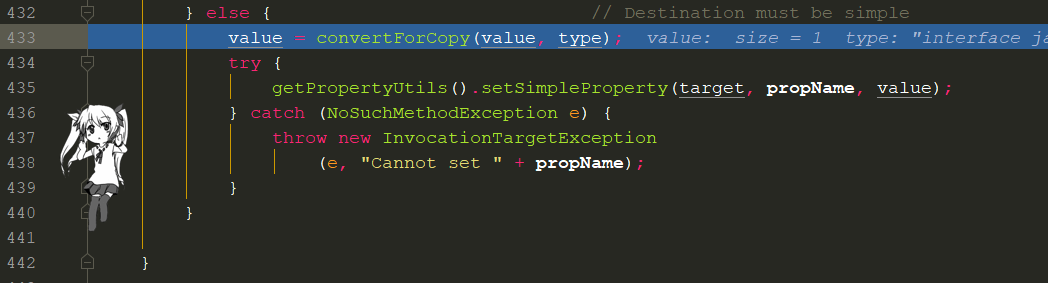 432 } else { // Destination must be simple
433 value = convertForCopy(value, type); value: size = 1 type: "interface ja
434 try {
435 getPropertyUtils().setSimpleProperty(target, propName, value);
436 } catch (NoSuchMethodException e) {
437 throw new InvocationTargetException
438 (e, "Cannot set " + propName);
439 }
440 }
441
442 }